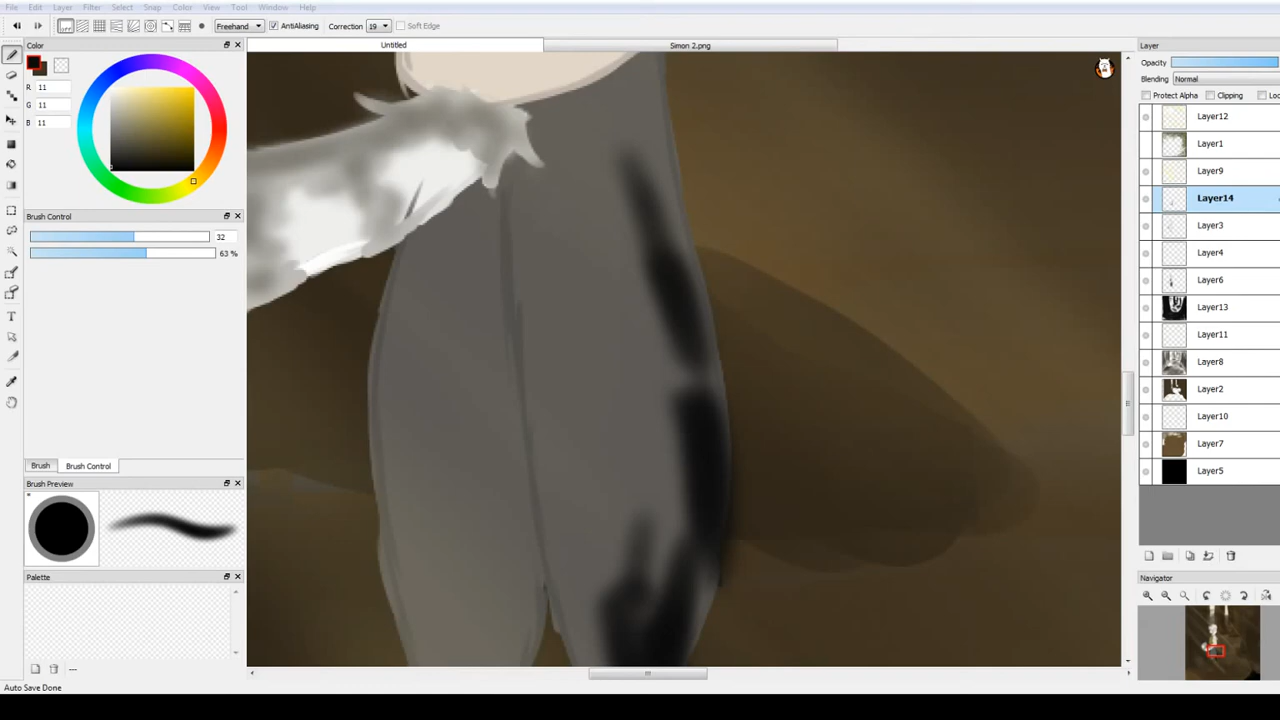 File Edit Layer Filter Select Snap Color View Tool Window Help
Freehand AntiAliasing Correction 19 Soft Edge
Color
Untitled
Simon 2.png
Layer
R 11
G 11
B 11
Opacity
Blending Normal
Protect Alpha Clipping Loc
Layer12
Layer1
Layer9
Layer14
Layer3
Layer4
Layer6
Layer13
Layer11
Layer8
Layer2
Layer10
Layer7
Layer5
Brush Control
32
63 %
Brush Brush Control
Brush Preview
Palette
---
Navigator
Auto Save Done